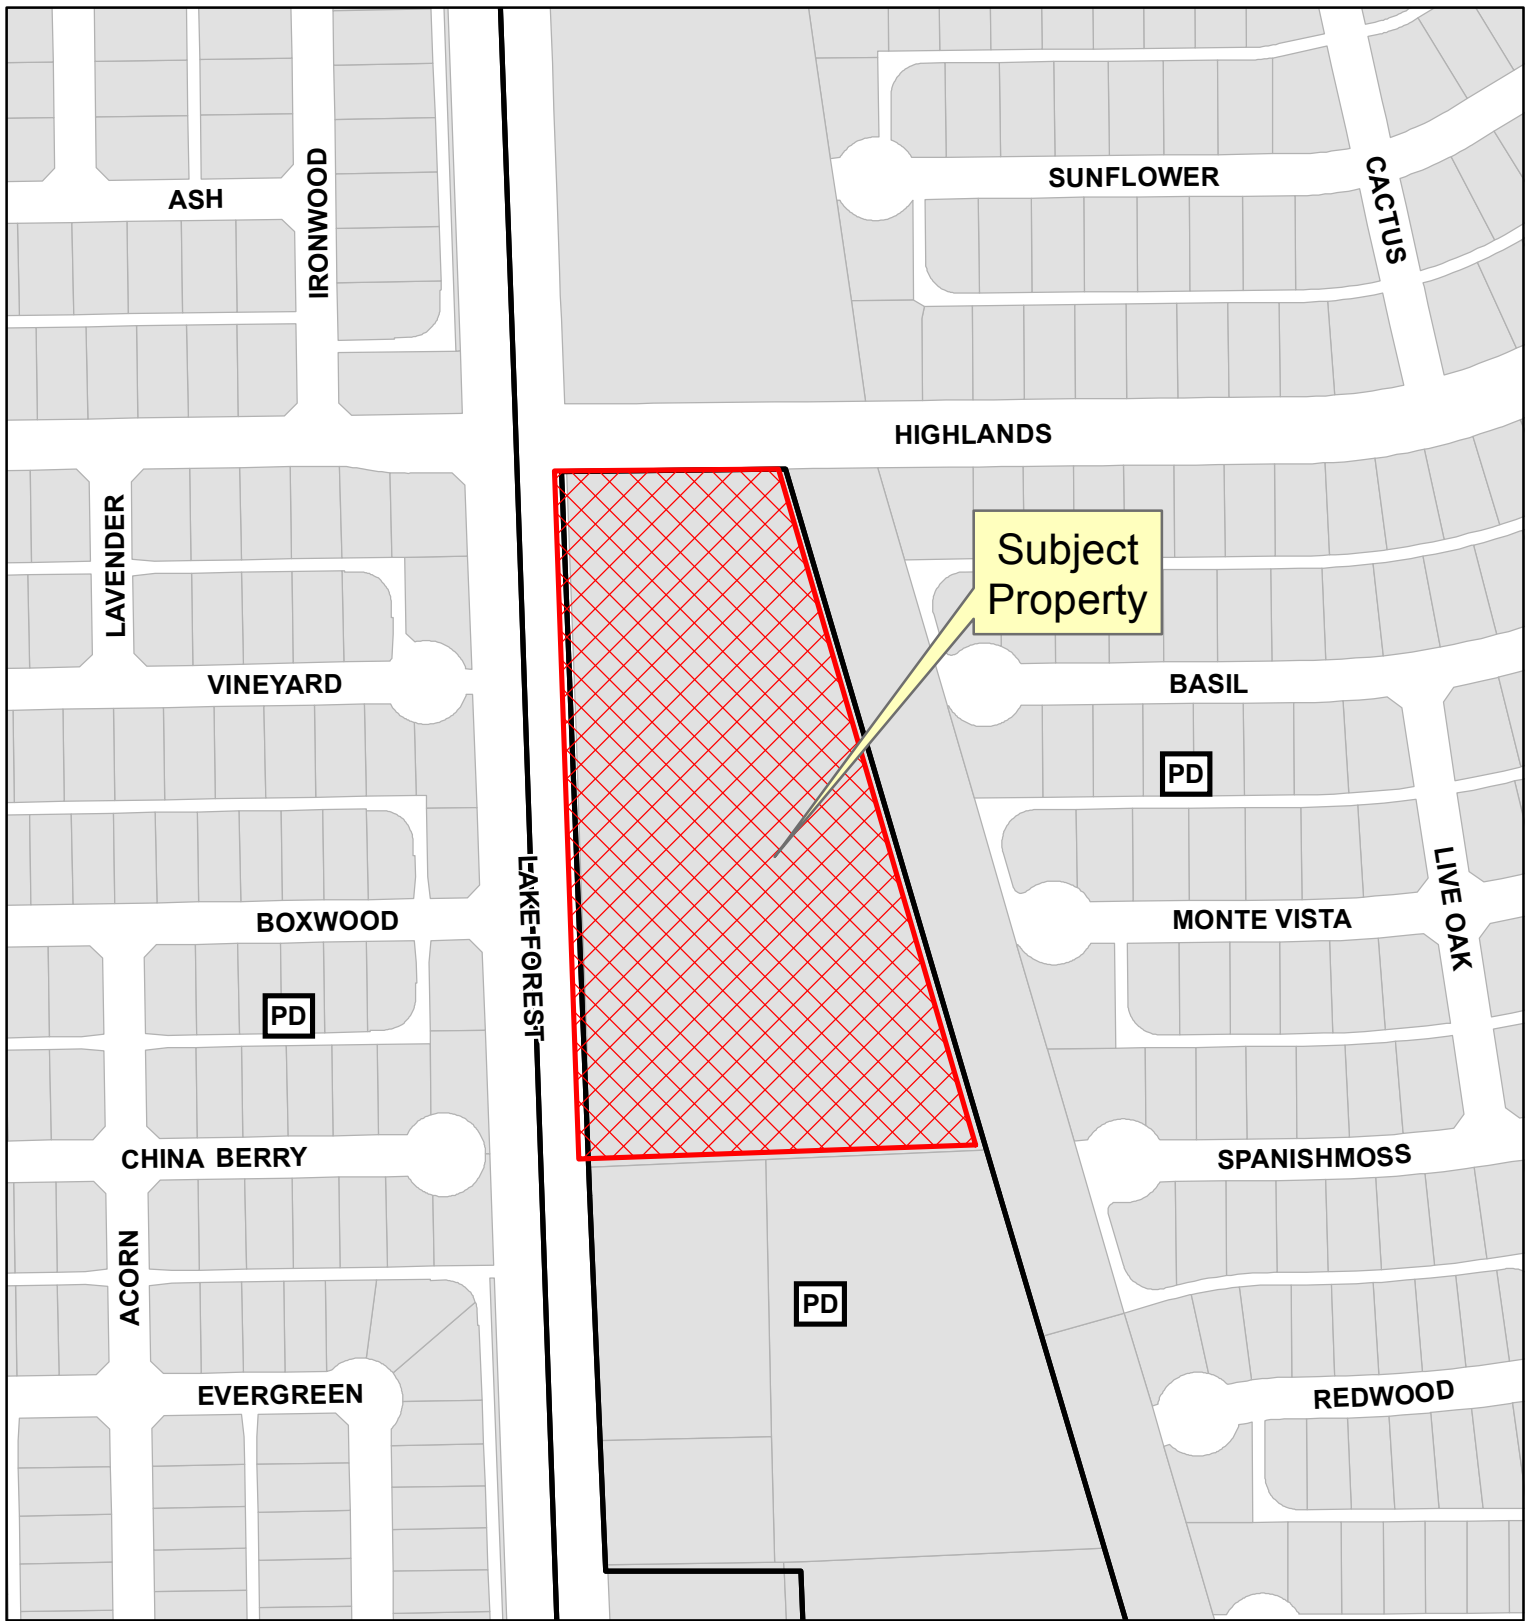 ASH
IRONWOOD
SUNFLOWER
CACTUS
HIGHLANDS
LAVENDER
Subject
Property
VINEYARD
BASIL
PD
LAKE FOREST
LIVE OAK
BOXWOOD
MONTE VISTA
PD
CHINA BERRY
SPANISHMOSS
ACORN
PD
EVERGREEN
REDWOOD